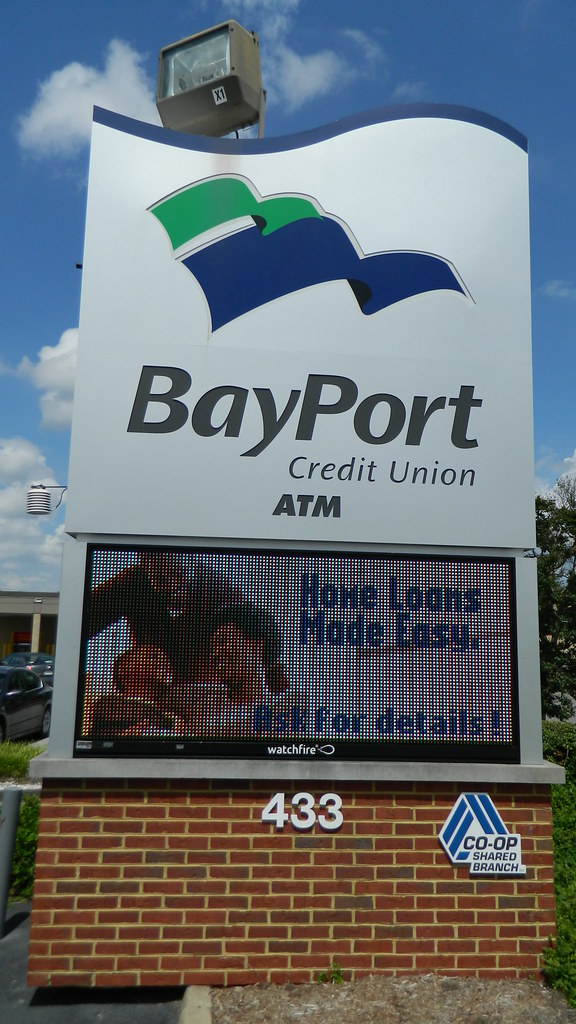 X1
BayPort
Credit Union
ATM
Home Loans
Made Easy.
Ask for details!
watchfire
433
CO-OP
SHARED
BRANCH